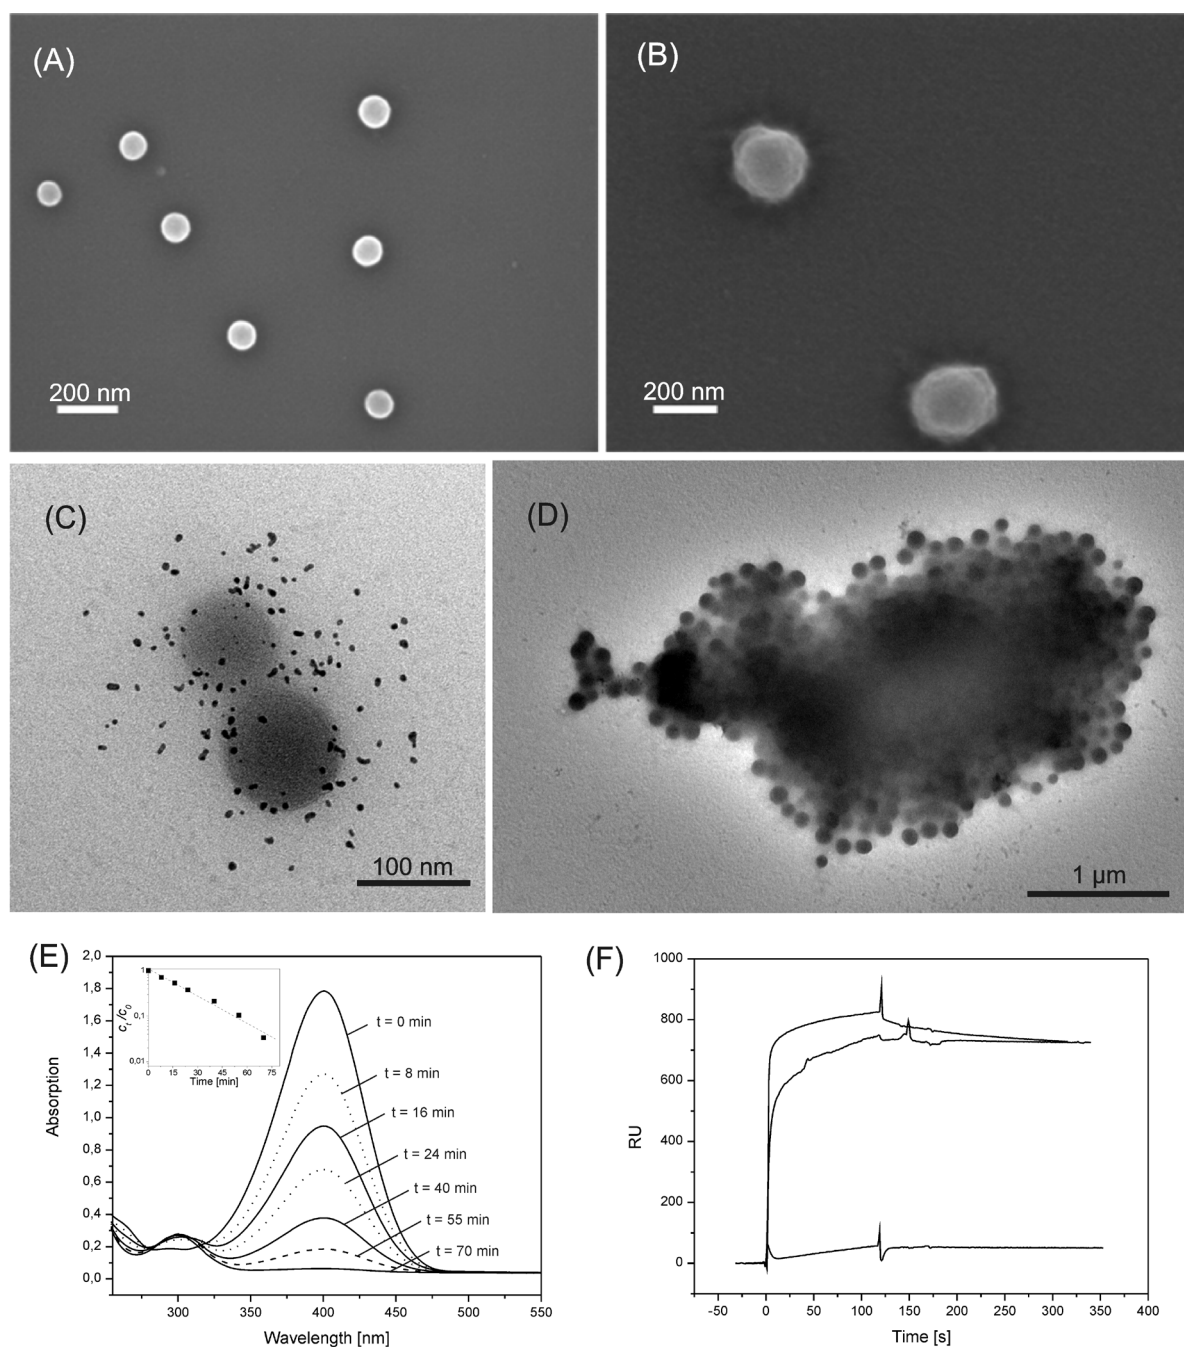 (A)
200 nm
(B)
200 nm
(C)
100 nm
(D)
1 µm
(E)
2,0
1,8
1,6
1,4
1,2
1,0
0,8
0,6
0,4
0,2
0,0
Absorption
300 350 400 450 500 550
Wavelength [nm]
t = 0 min
t = 8 min
t = 16 min
t = 24 min
t = 40 min
t = 55 min
t = 70 min
1
0,1
0,01
ct/c0
0 15 30 45 60 75
Time [min]
(F)
1000
800
600
400
200
0
RU
-50 0 50 100 150 200 250 300 350 400
Time [s]